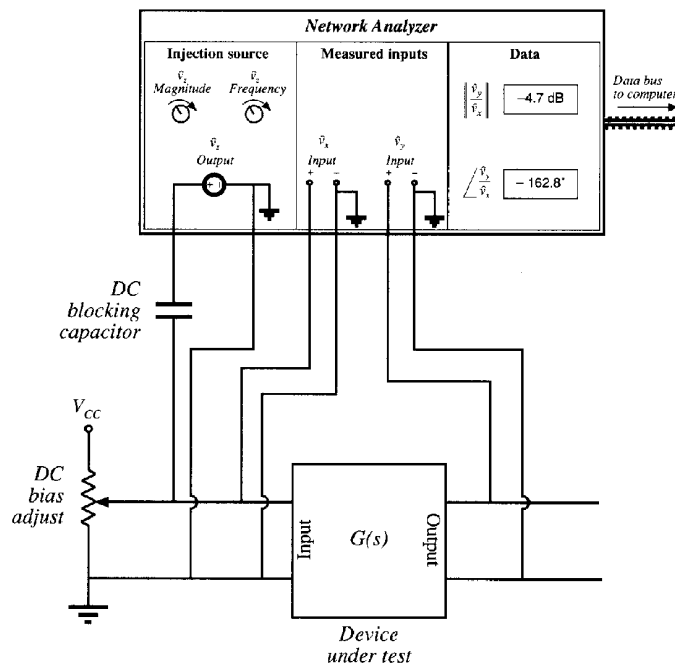 Network Analyzer
Injection source
v̂z
Magnitude
v̂z
Frequency
v̂z
Output
+ −
Measured inputs
v̂x
Input
+ −
v̂y
Input
+ −
Data
v̂y
v̂x
−4.7 dB
v̂y
v̂x
− 162.8°
Data bus
to computer
DC
blocking
capacitor
VCC
DC
bias
adjust
Input
G(s)
Output
Device
under test